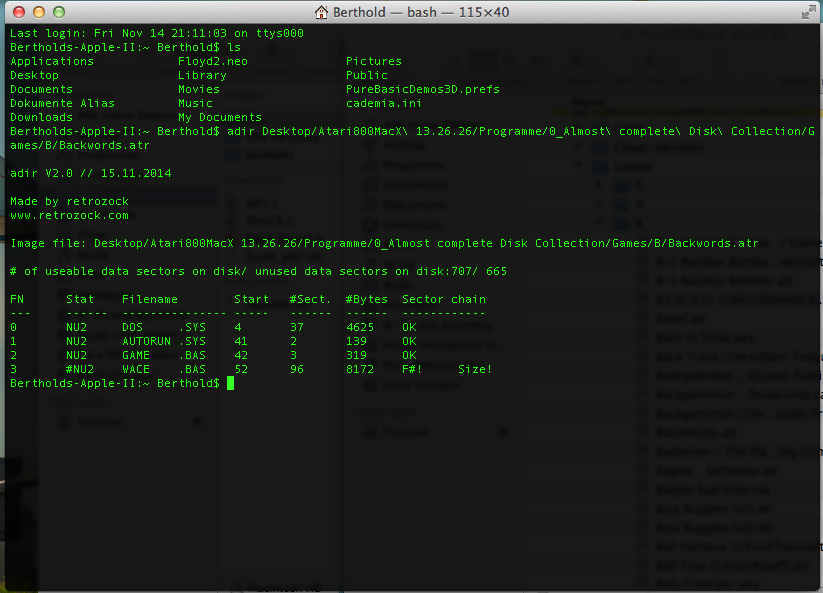 Berthold — bash — 115×40
Last login: Fri Nov 14 21:11:03 on ttys000
Bertholds-Apple-II:~ Berthold$ ls
Applications Floyd2.neo Pictures
Desktop Library Public
Documents Movies PureBasicDemos3D.prefs
Dokumente Alias Music cademia.ini
Downloads My Documents
Bertholds-Apple-II:~ Berthold$ adir Desktop/Atari800MacX\ 13.26.26/Programme/0_Almost\ complete\ Disk\ Collection/G
ames/B/Backwords.atr
adir V2.0 // 15.11.2014
Made by retrozock
www.retrozock.com
Image file: Desktop/Atari800MacX 13.26.26/Programme/0_Almost complete Disk Collection/Games/B/Backwords.atr
# of useable data sectors on disk/ unused data sectors on disk:707/ 665
FN Stat Filename Start #Sect. #Bytes Sector chain
--- ------ --------------- ----- ------ ------ ------------
0 NU2 DOS .SYS 4 37 4625 OK
1 NU2 AUTORUN .SYS 41 2 139 OK
2 NU2 GAME .BAS 42 3 319 OK
3 #NU2 WACE .BAS 52 96 8172 F#! Size!
Bertholds-Apple-II:~ Berthold$